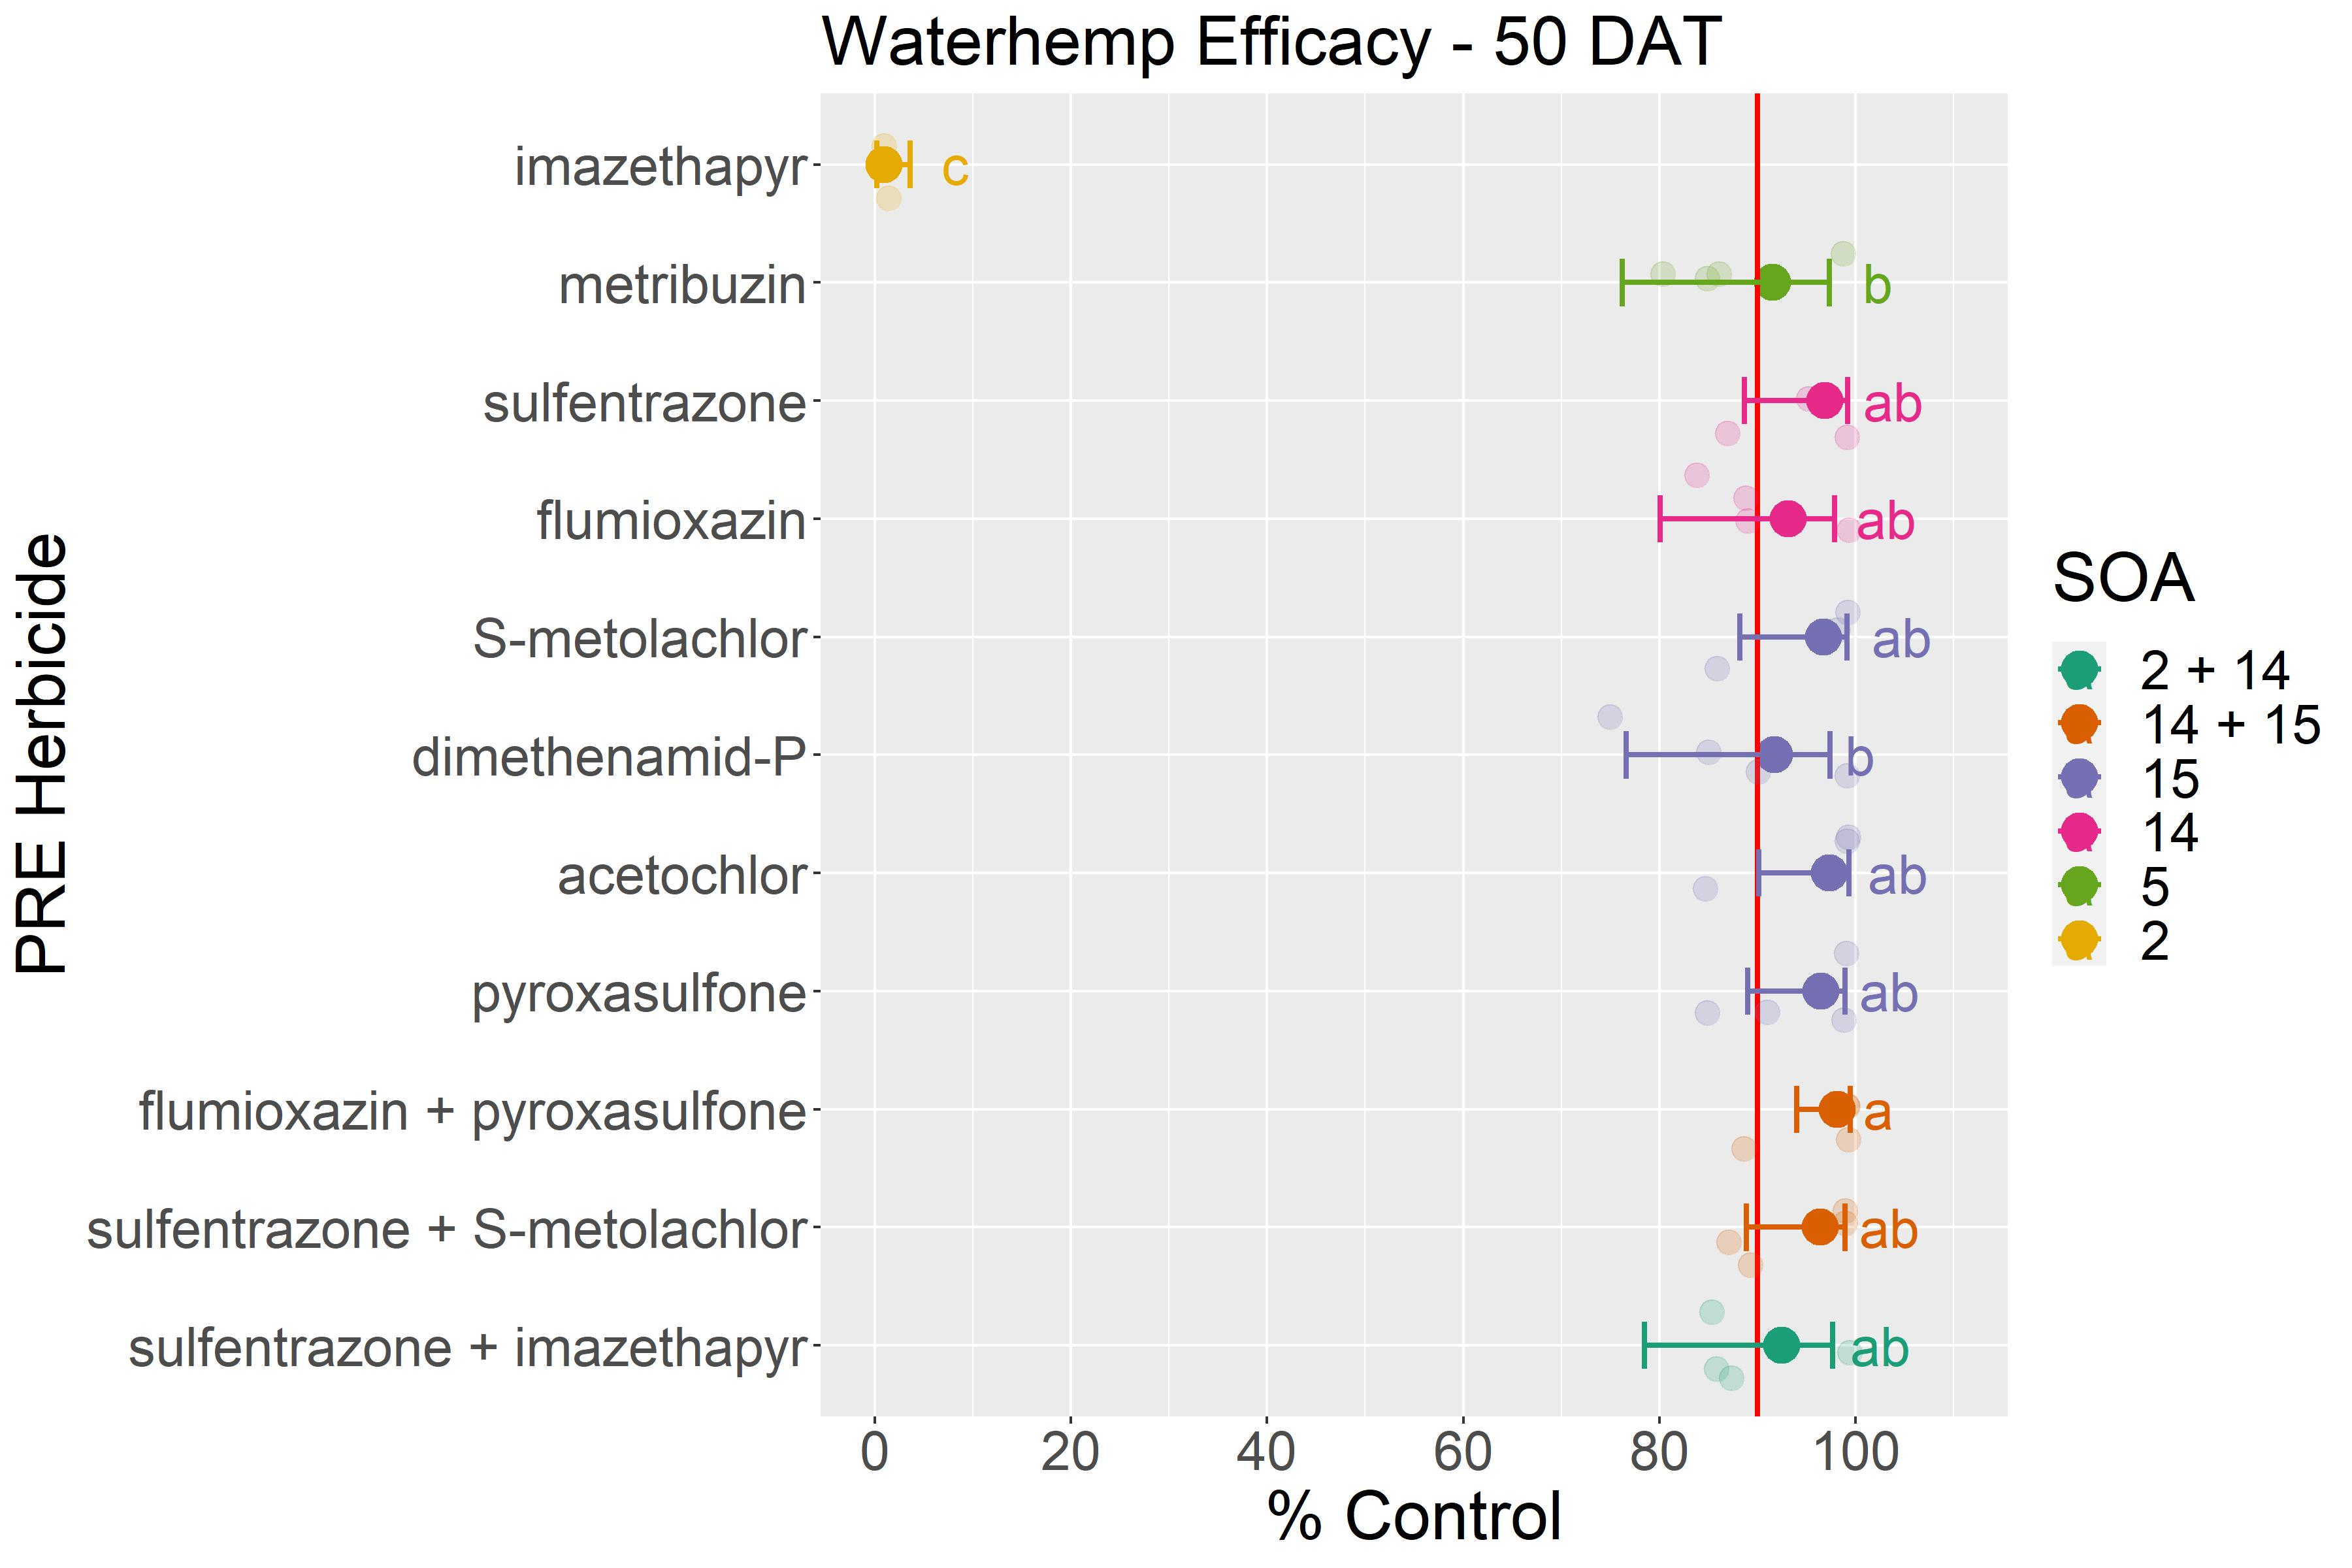 Waterhemp Efficacy - 50 DAT
PRE Herbicide
imazethapyr
c
metribuzin
b
sulfentrazone
ab
flumioxazin
ab
S-metolachlor
ab
dimethenamid-P
b
acetochlor
ab
pyroxasulfone
ab
flumioxazin + pyroxasulfone
a
sulfentrazone + S-metolachlor
ab
sulfentrazone + imazethapyr
ab
0 20 40 60 80 100
% Control
SOA
2 + 14
14 + 15
15
14
5
2